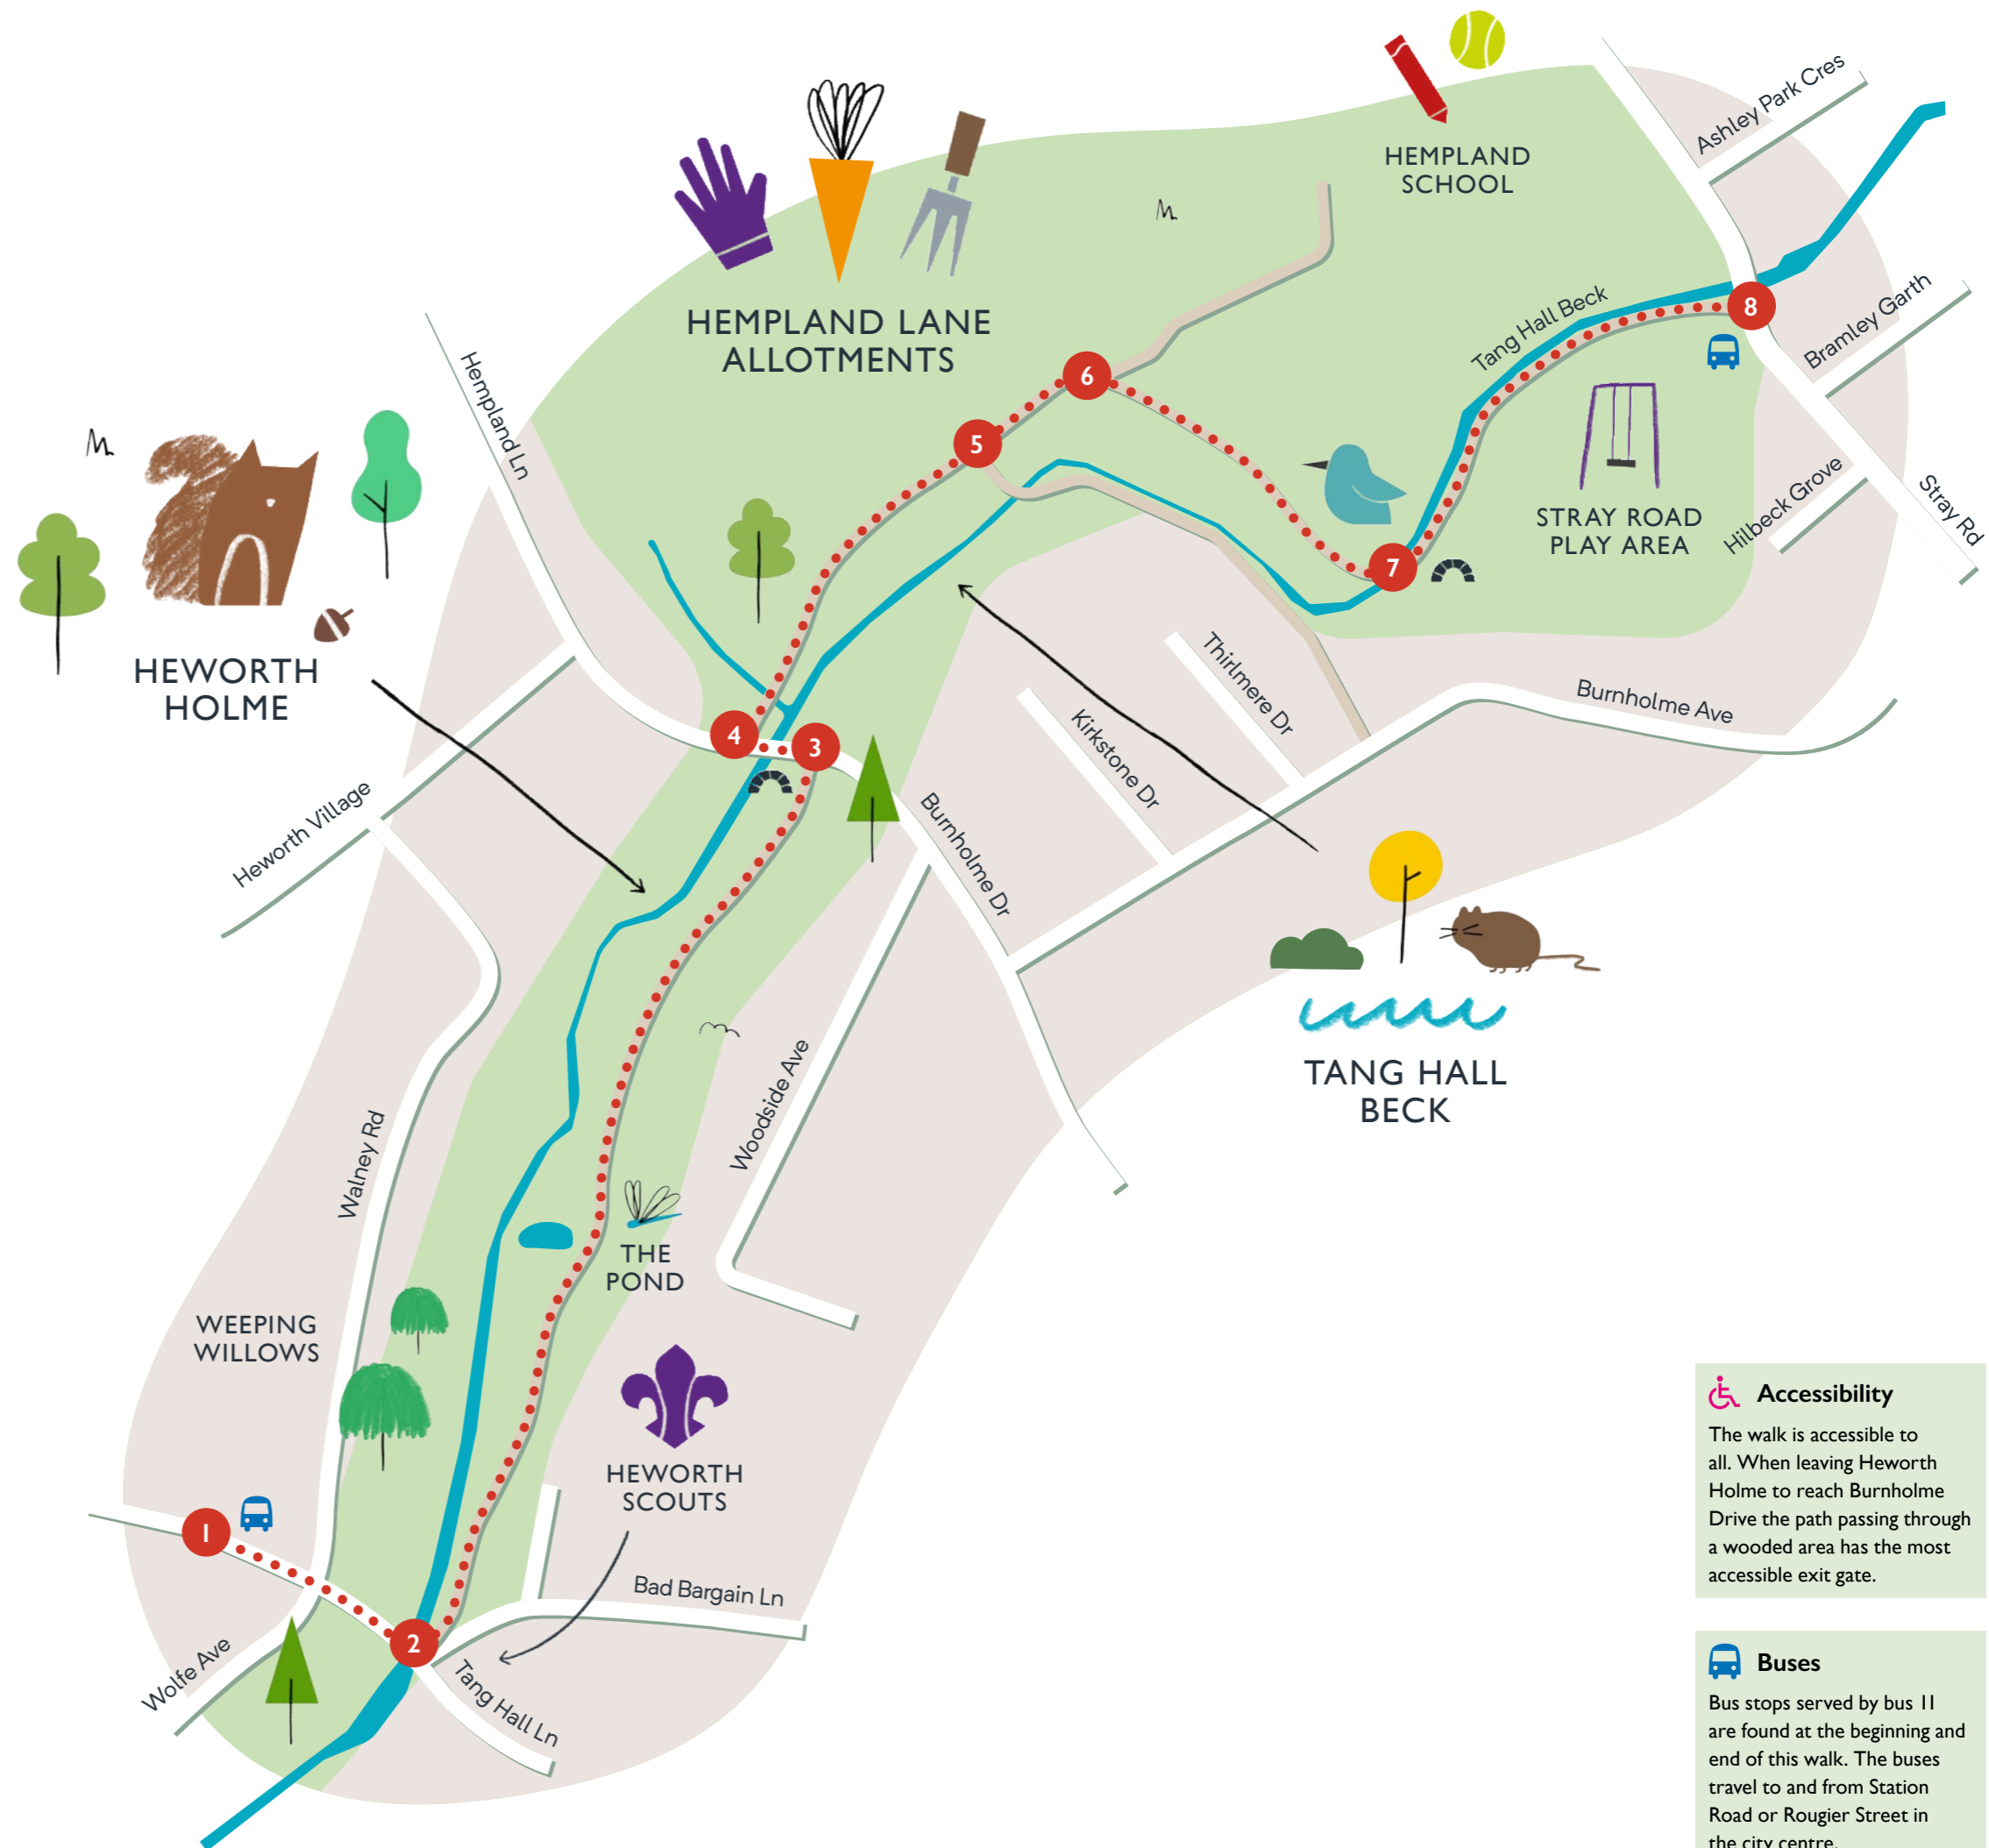 HEMPLAND
SCHOOL
Ashley Park Cres
HEMPLAND LANE
ALLOTMENTS
Hempland Ln
6
5
Tang Hall Beck
8
Bramley Garth
STRAY ROAD
PLAY AREA
Hilbeck Grove
Stray Rd
7
HEWORTH
HOLME
4
3
Thirlmere Dr
Kirkstone Dr
Burnholme Ave
Heworth Village
Burnholme Dr
TANG HALL
BECK
Woodside Ave
Walney Rd
THE
POND
WEEPING
WILLOWS
HEWORTH
SCOUTS
1
2
Bad Bargain Ln
Wolfe Ave
Tang Hall Ln
Accessibility
The walk is accessible to
all. When leaving Heworth
Holme to reach Burnholme
Drive the path passing through
a wooded area has the most
accessible exit gate.
Buses
Bus stops served by bus 11
are found at the beginning and
end of this walk. The buses
travel to and from Station
Road or Rougier Street in
the city centre.